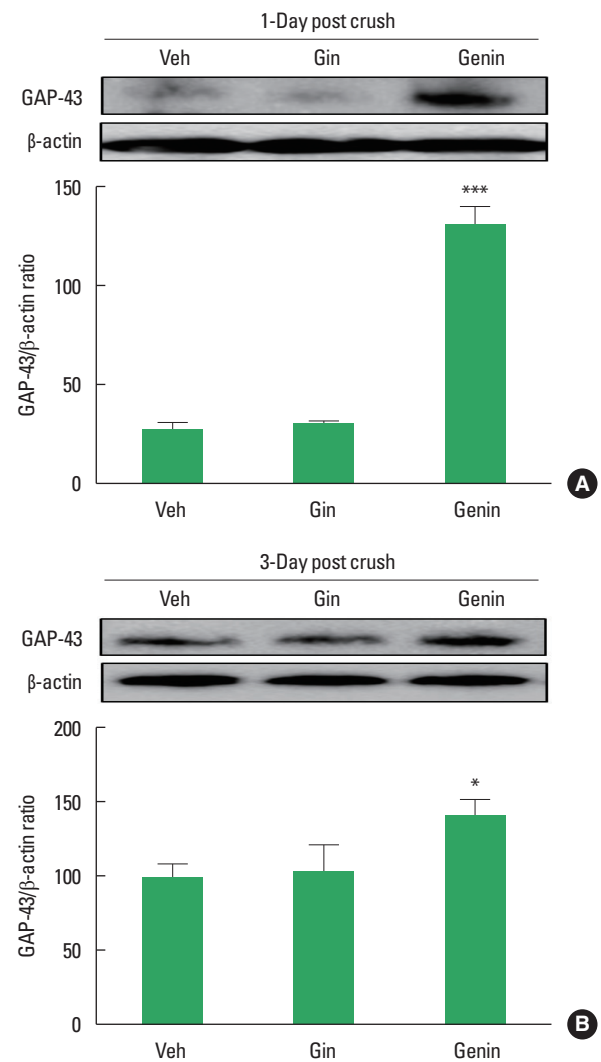 1-Day post crush
Veh Gin Genin
GAP-43
β-actin
150
***
100
50
0
GAP-43/β-actin ratio
Veh Gin Genin
A
3-Day post crush
Veh Gin Genin
GAP-43
β-actin
200
150
*
100
50
0
GAP-43/β-actin ratio
Veh Gin Genin
B